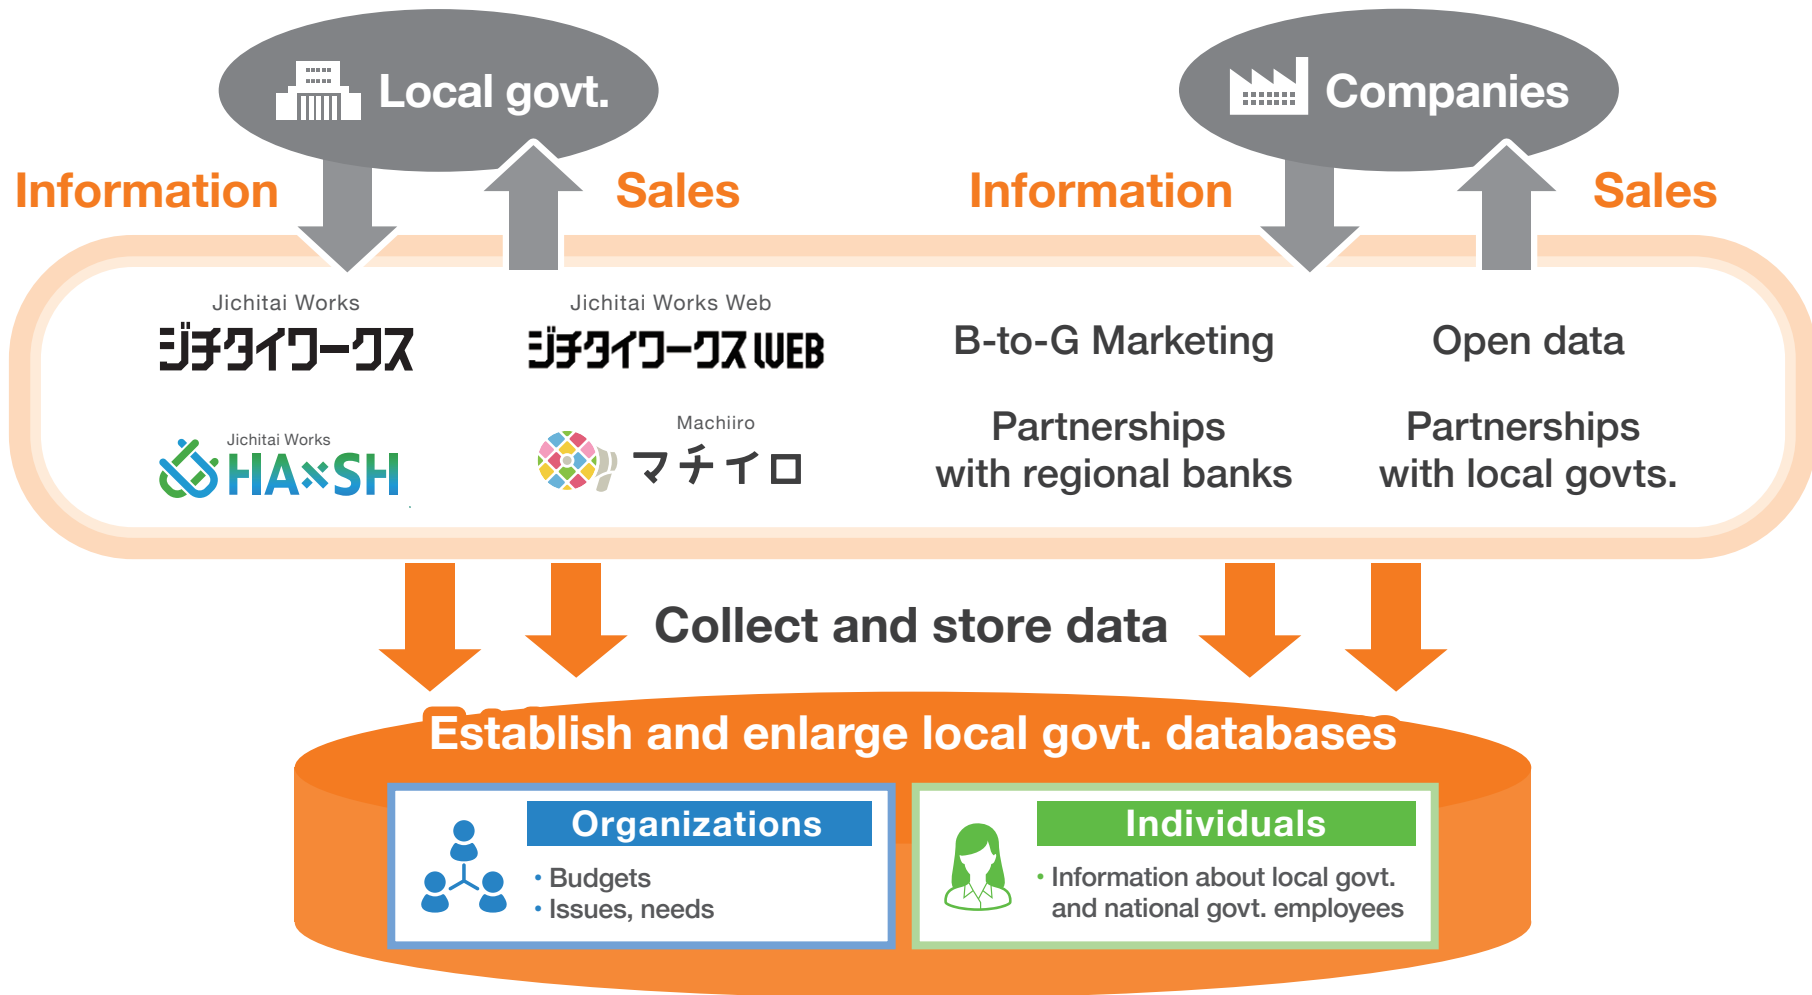 Local govt.
Companies
Information
Sales
Information
Sales
Jichitai Works
ジチタイワークス
Jichitai Works Web
ジチタイワークス WEB
B-to-G Marketing
Open data
Jichitai Works
HA×SH
Machiiro
マチイロ
Partnerships
with regional banks
Partnerships
with local govts.
Collect and store data
Establish and enlarge local govt. databases
Organizations
・Budgets
・Issues, needs
Individuals
・Information about local govt.
and national govt. employees